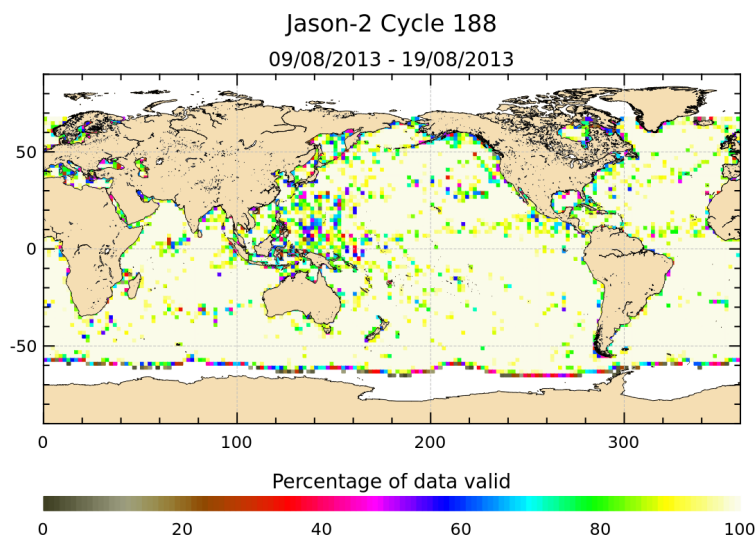 Jason-2 Cycle 188
09/08/2013 - 19/08/2013
50
0
-50
0 100 200 300
Percentage of data valid
0 20 40 60 80 100